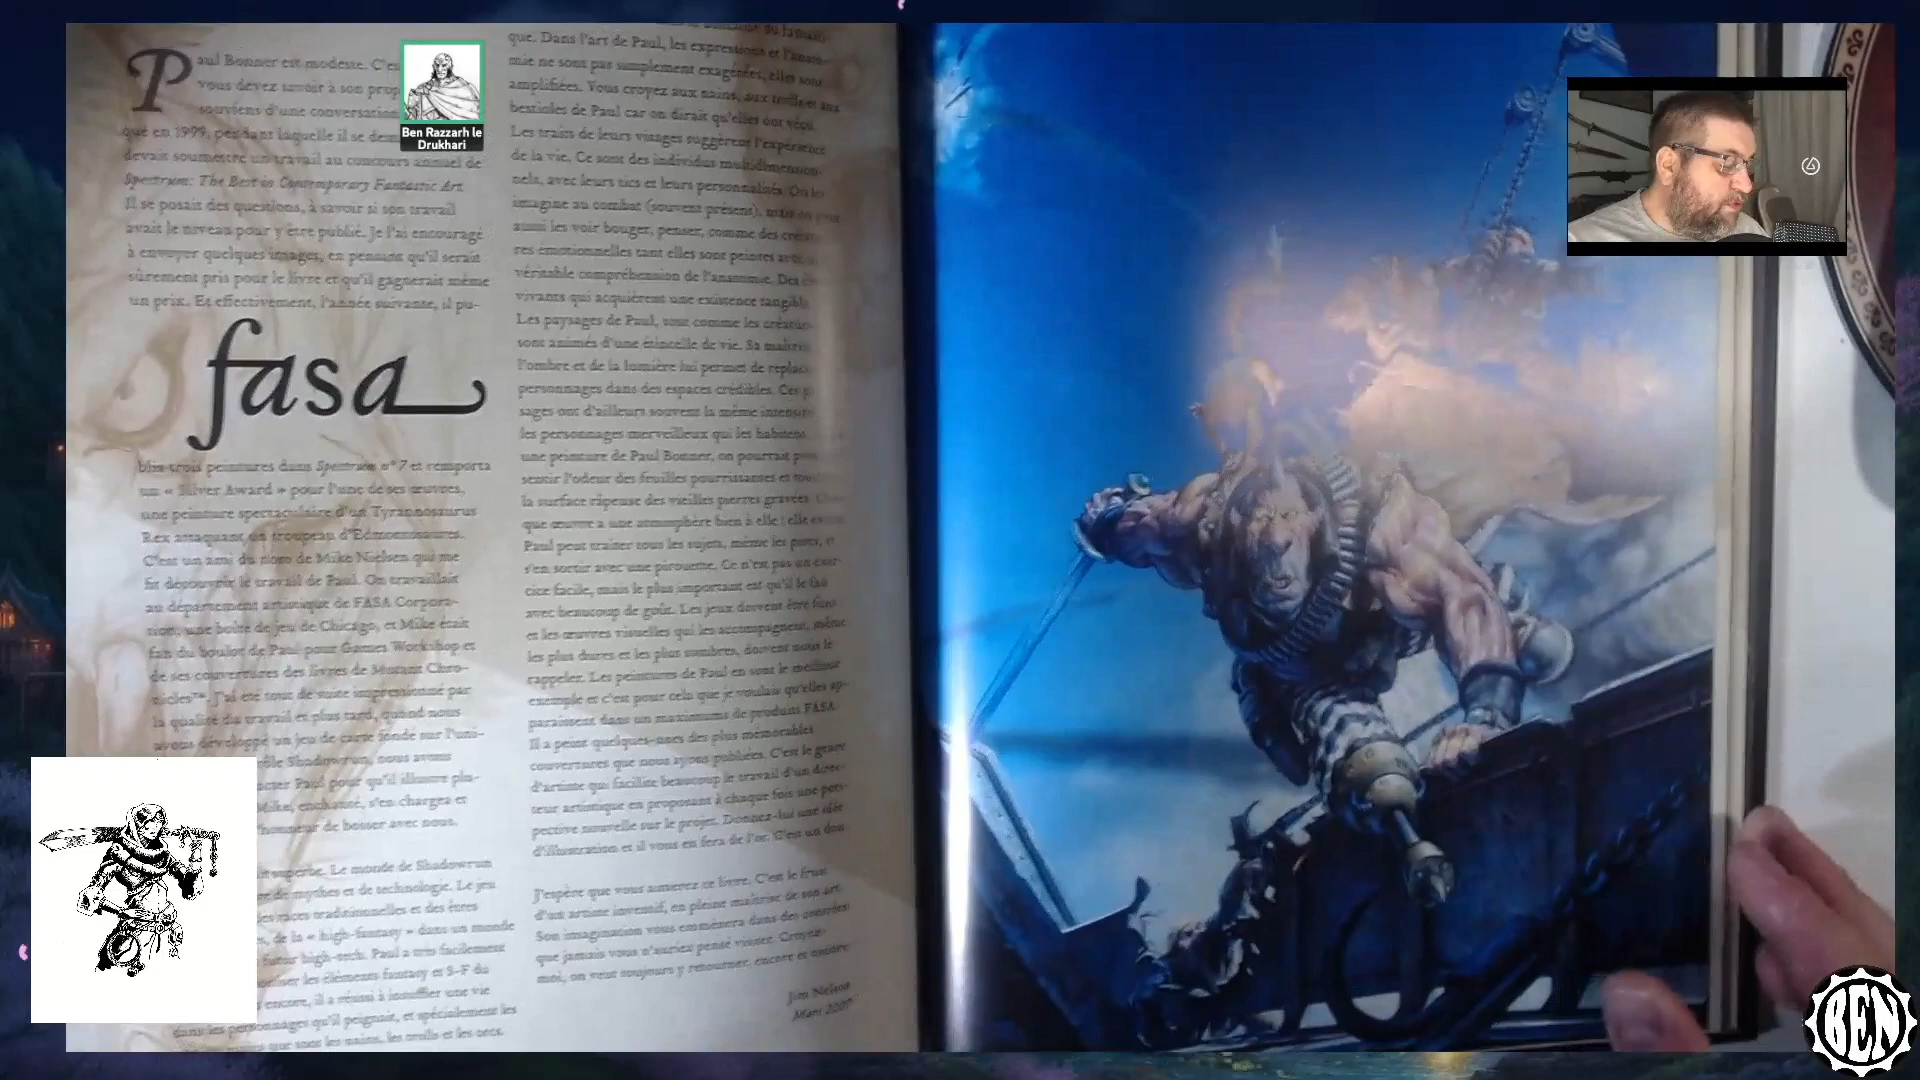 Paul Bonner est modeste. C'es
vous devez savoir à son prop
souviens d'une conversation
qué en 1999, pendant laquelle il se dem
devait soumettre un travail au concours annuel de
Spectrum: The Best in Contemporary Fantastic Art.
Il se posait des questions, à savoir si son travail
avait le niveau pour y être publié. Je l'ai encouragé
à envoyer quelques images, en pensant qu'il serait
sûrement pris pour le livre et qu'il gagnerait même
un prix. Et effectivement, l'année suivante, il pu-
fasa
blia trois peintures dans Spectrum n° 7 et remporta
un « Silver Award » pour l'une de ses œuvres,
une peinture spectaculaire d'un Tyrannosaurus
Rex attaquant un troupeau d'Edmontosaures.
C'est un ami du nom de Mike Nielsen qui me
fit découvrir le travail de Paul. On travaillait
au département artistique de FASA Corpora-
tion, une boîte de jeu de Chicago, et Mike était
fan du boulot de Paul pour Games Workshop et
de ses couvertures des livres de Mutant Chro-
nicles™. J'ai été tout de suite impressionné par
la qualité du travail et plus tard, quand nous
avons développé un jeu de carte fondé sur l'uni-
rôle Shadowrun, nous avons
acter Paul pour qu'il illustre plu-
Mike, enchanté, s'en chargea et
honneur de bosser avec nous.
it superbe. Le monde de Shadowrun
de mythes et de technologie. Le jeu
les races traditionnelles et des êtres
, de la « high-fantasy » dans un monde
futur high-tech. Paul a très facilement
les éléments fantasy et S-F du
encore, il a réussi à insuffler une vie
dans les personnages qu'il peignait, et spécialement les
que sont les nains, les trolls et les orcs.
que. Dans l'art de Paul, les expressions et l'anato-
mie ne sont pas simplement exagérées, elles sont
amplifiées. Vous croyez aux nains, aux trolls et aux
bestioles de Paul car on dirait qu'elles ont vécu.
Les traits de leurs visages suggèrent l'expérience
de la vie. Ce sont des individus multidimension-
nels, avec leurs tics et leurs personnalités. On les
imagine au combat (souvent présent), mais on peut
aussi les voir bouger, penser, comme des créatu-
res émotionnelles tant elles sont peintes avec
véritable compréhension de l'anatomie. Des
vivants qui acquièrent une existence tangible
Les paysages de Paul, tout comme les créatu-
sont animés d'une étincelle de vie. Sa maîtrise
l'ombre et de la lumière lui permet de replac
personnages dans des espaces crédibles. Ces p
sages ont d'ailleurs souvent la même intensité
les personnages merveilleux qui les habitent.
une peinture de Paul Bonner, on pourrait
sentir l'odeur des feuilles pourrissantes et
la surface râpeuse des vieilles pierres gravées.
que œuvre a une atmosphère bien à elle : elle
Paul peut traiter tous les sujets, même les pires, et
s'en sortir avec une pirouette. Ce n'est pas un exer-
cice facile, mais le plus important est qu'il le fait
avec beaucoup de goût. Les jeux doivent être funs
et les œuvres visuelles qui les accompagnent, même
les plus dures et les plus sombres, doivent nous le
rappeler. Les peintures de Paul en sont le meilleur
exemple et c'est pour cela que je voulais qu'elles ap-
paraissent dans un maximum de produits FASA.
Il a peint quelques-unes des plus mémorables
couvertures que nous ayons publiées. C'est le genre
d'artiste qui facilite beaucoup le travail d'un direc-
teur artistique en proposant à chaque fois une pers-
pective nouvelle sur le projet. Donnez-lui une idée
d'illustration et il vous en fera de l'or. C'est un don.
J'espère que vous aimerez ce livre. C'est le fruit
d'un artiste inventif, en pleine maîtrise de son art.
Son imagination vous emmènera dans des contrées
que jamais vous n'auriez pensé visiter. Croyez-
moi, on veut toujours y retourner, encore et encore
Jim Nelson
Mars 2007
Ben Razzarh le
Drukhari
BEN